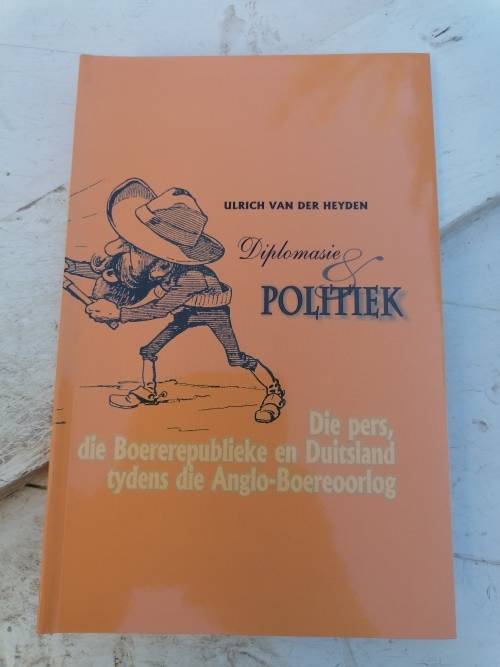 ULRICH VAN DER HEYDEN
Diplomasie
& POLITIEK
Die pers,
die Boererepublieke en Duitsland
tydens die Anglo-Boereoorlog